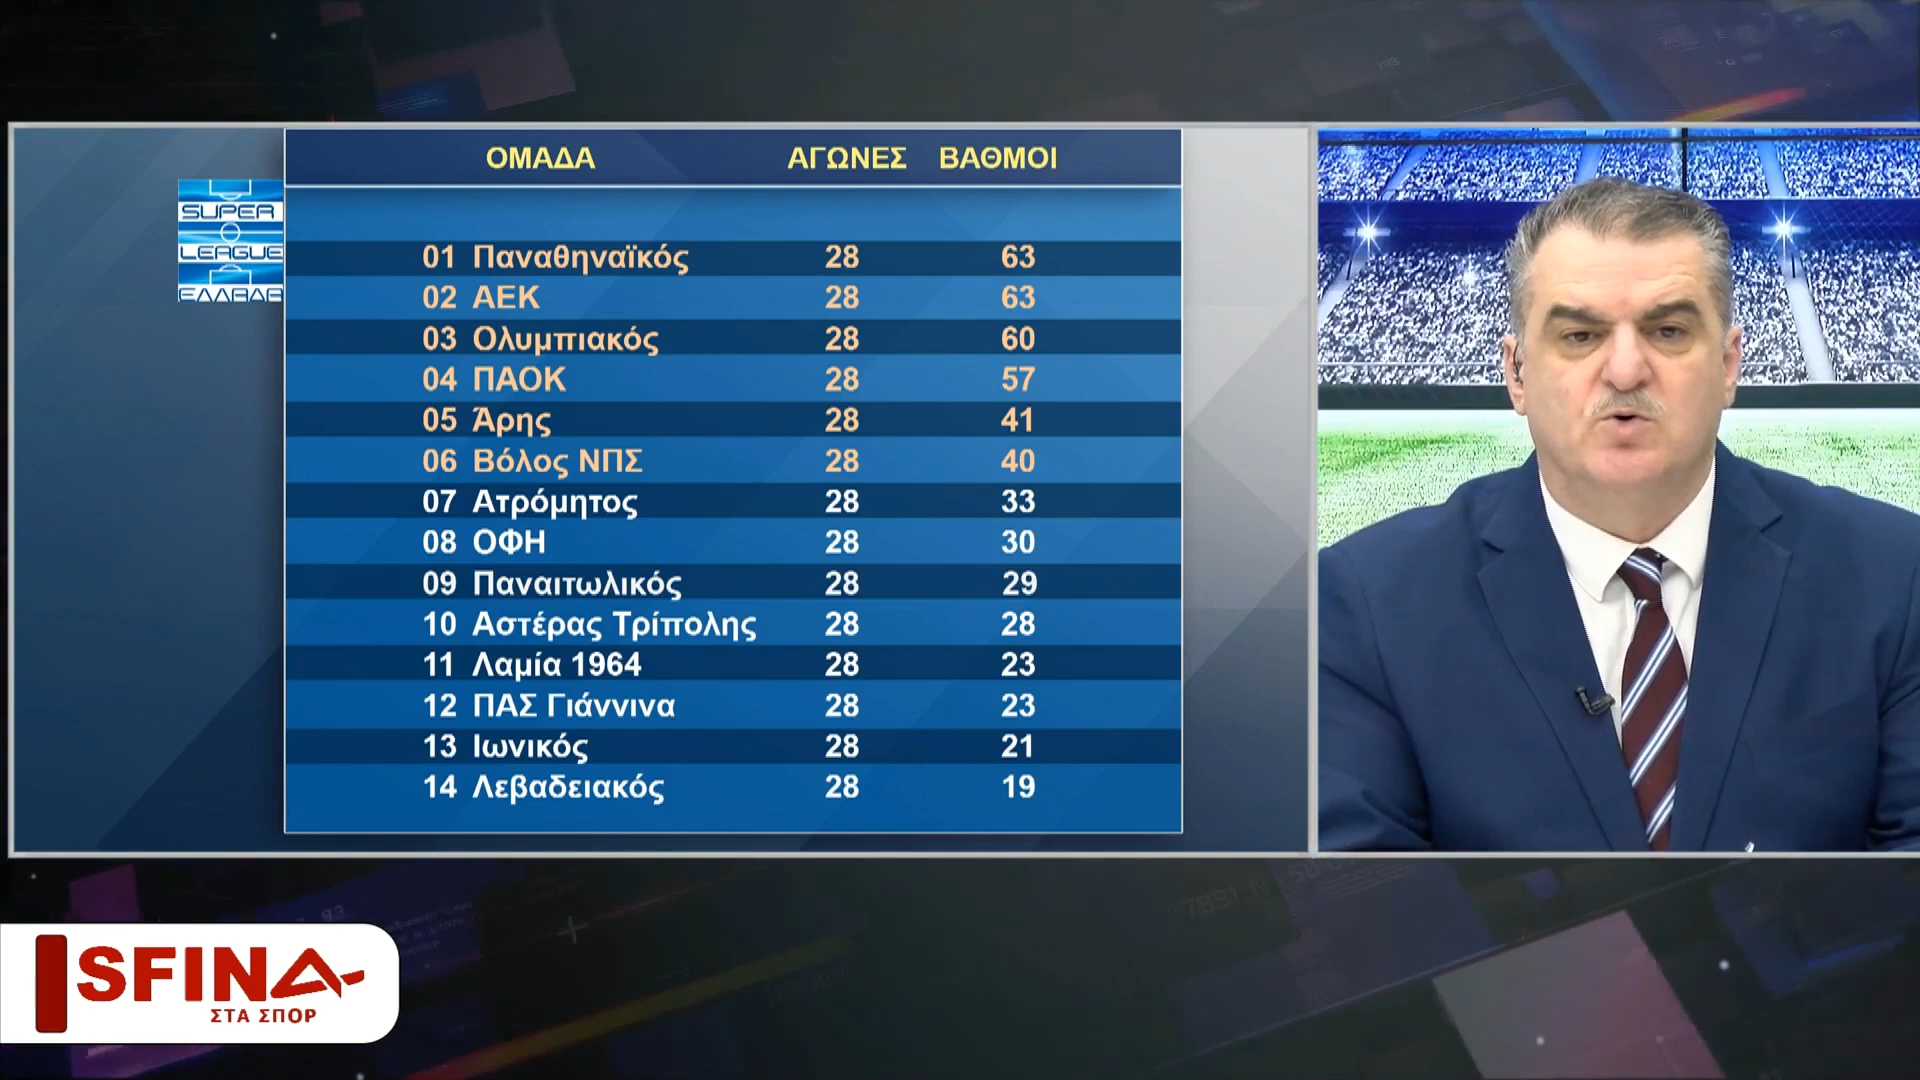 ΟΜΑΔΑ ΑΓΩΝΕΣ ΒΑΘΜΟΙ
SUPER
LEAGUE
ΕΛΛΑΔΑ
01 Παναθηναϊκός 28 63
02 ΑΕΚ 28 63
03 Ολυμπιακός 28 60
04 ΠΑΟΚ 28 57
05 Άρης 28 41
06 Βόλος ΝΠΣ 28 40
07 Ατρόμητος 28 33
08 ΟΦΗ 28 30
09 Παναιτωλικός 28 29
10 Αστέρας Τρίπολης 28 28
11 Λαμία 1964 28 23
12 ΠΑΣ Γιάννινα 28 23
13 Ιωνικός 28 21
14 Λεβαδειακός 28 19
SFINA
ΣΤΑ ΣΠΟΡ